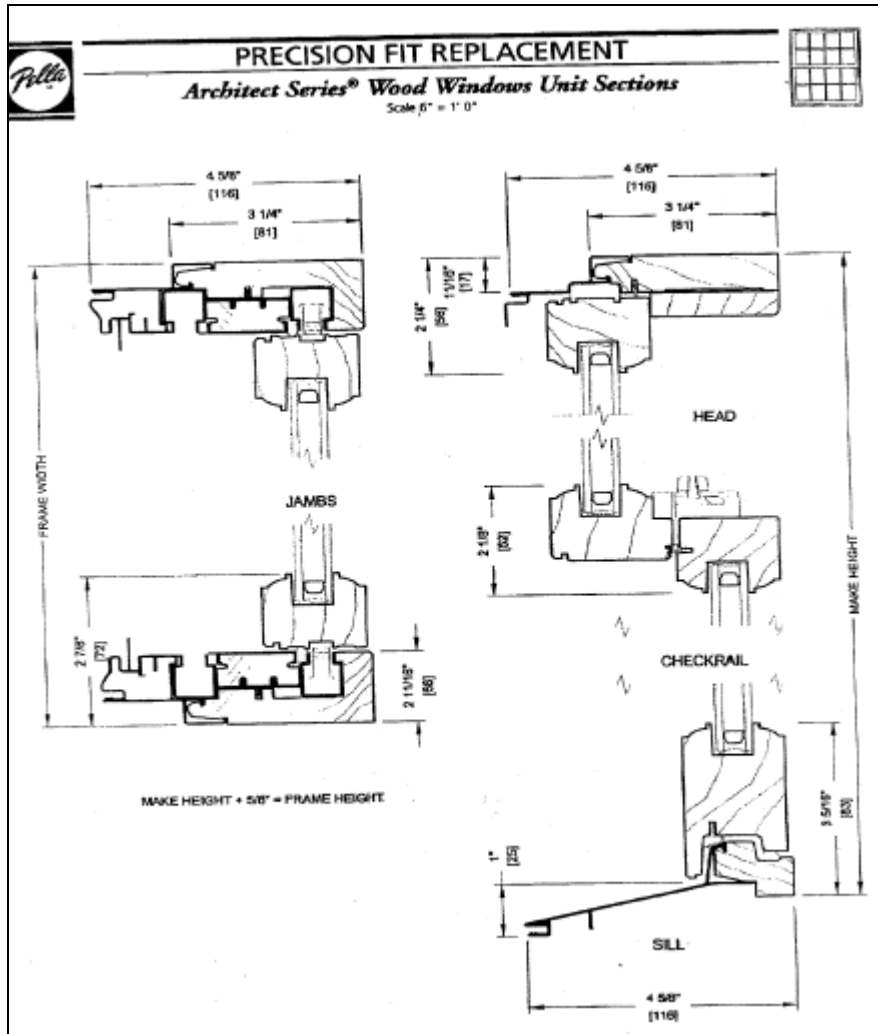 Pella
PRECISION FIT REPLACEMENT
Architect Series® Wood Windows Unit Sections
Scale 6" = 1' 0"
4 5/8"
[116]
3 1/4"
[81]
4 5/8"
[116]
3 1/4"
[81]
11/16"
[17]
2 1/4"
[56]
FRAME WIDTH
JAMBS
HEAD
2 1/8"
[52]
MAKE HEIGHT
2 7/8"
[72]
2 11/16"
[56]
CHECKRAIL
MAKE HEIGHT + 5/8" = FRAME HEIGHT
3 5/16"
[83]
1"
[25]
SILL
4 5/8"
[116]